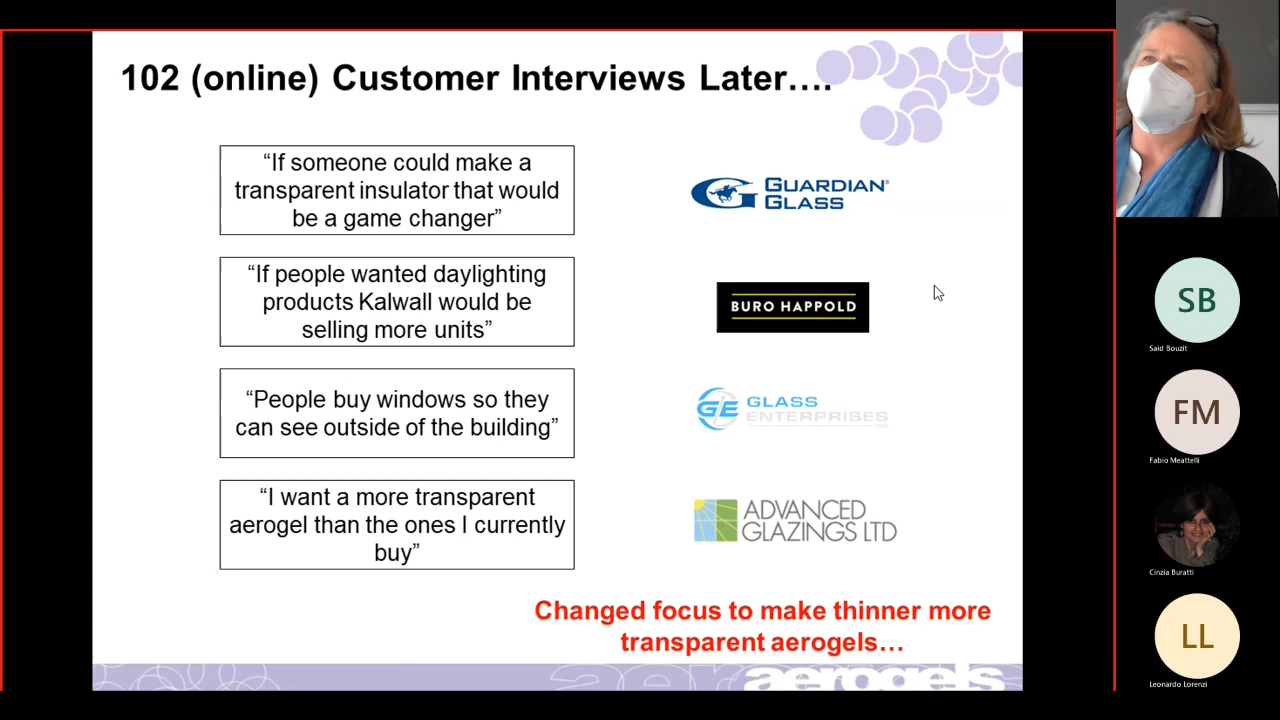 102 (online) Customer Interviews Later….
“If someone could make a
transparent insulator that would
be a game changer”
GUARDIAN®
GLASS
“If people wanted daylighting
products Kalwall would be
selling more units”
BURO HAPPOLD
“People buy windows so they
can see outside of the building”
GE
GLASS
ENTERPRISES
INC.
“I want a more transparent
aerogel than the ones I currently
buy”
ADVANCED
GLAZINGS LTD
Changed focus to make thinner more
transparent aerogels…
aerogels
SB
Said Bouzit
FM
Fabio Meattelli
Cinzia Buratti
LL
Leonardo Lorenzi